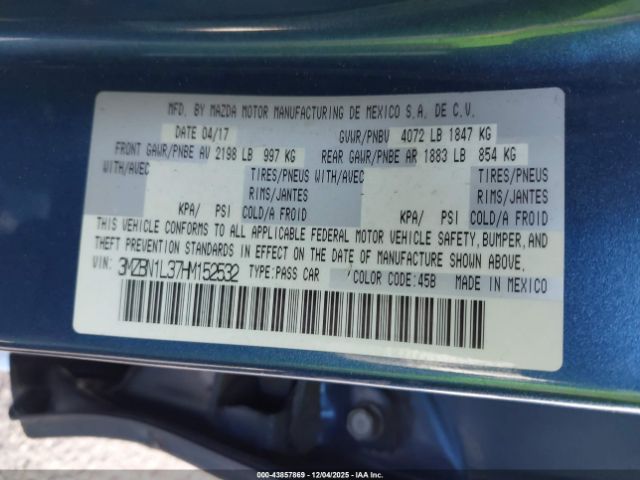 MFD. BY MAZDA MOTOR MANUFACTURING DE MEXICO S.A. DE C.V.
DATE 04/17 GVWR/PNBV 4072 LB 1847 KG
FRONT GAWR/PNBE AV 2198 LB 997 KG REAR GAWR/PNBE AR 1883 LB 854 KG
WITH/AVEC TIRES/PNEUS WITH/AVEC TIRES/PNEUS
RIMS/JANTES RIMS/JANTES
KPA/ PSI COLD/A FROID KPA/ PSI COLD/A FROID
THIS VEHICLE CONFORMS TO ALL APPLICABLE FEDERAL MOTOR VEHICLE SAFETY, BUMPER, AND
THEFT PREVENTION STANDARDS IN EFFECT ON THE DATE OF MANUFACTURE SHOWN ABOVE.
VIN: 3MZBN1L37HM152532 TYPE:PASS CAR COLOR CODE:45B MADE IN MEXICO
000-43857869 - 12/04/2025 - IAA Inc.